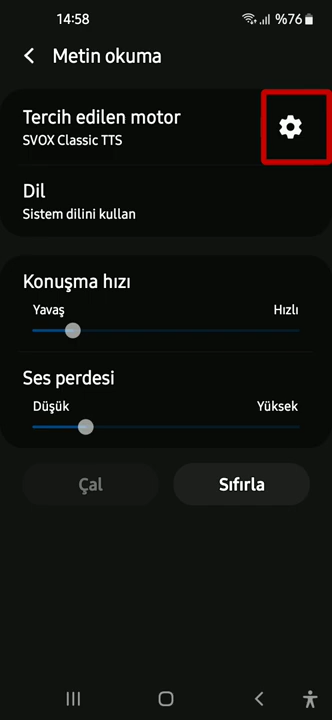 14:58
%76
Metin okuma
Tercih edilen motor
SVOX Classic TTS
Dil
Sistem dilini kullan
Konuşma hızı
Yavaş Hızlı
Ses perdesi
Düşük Yüksek
Çal Sıfırla